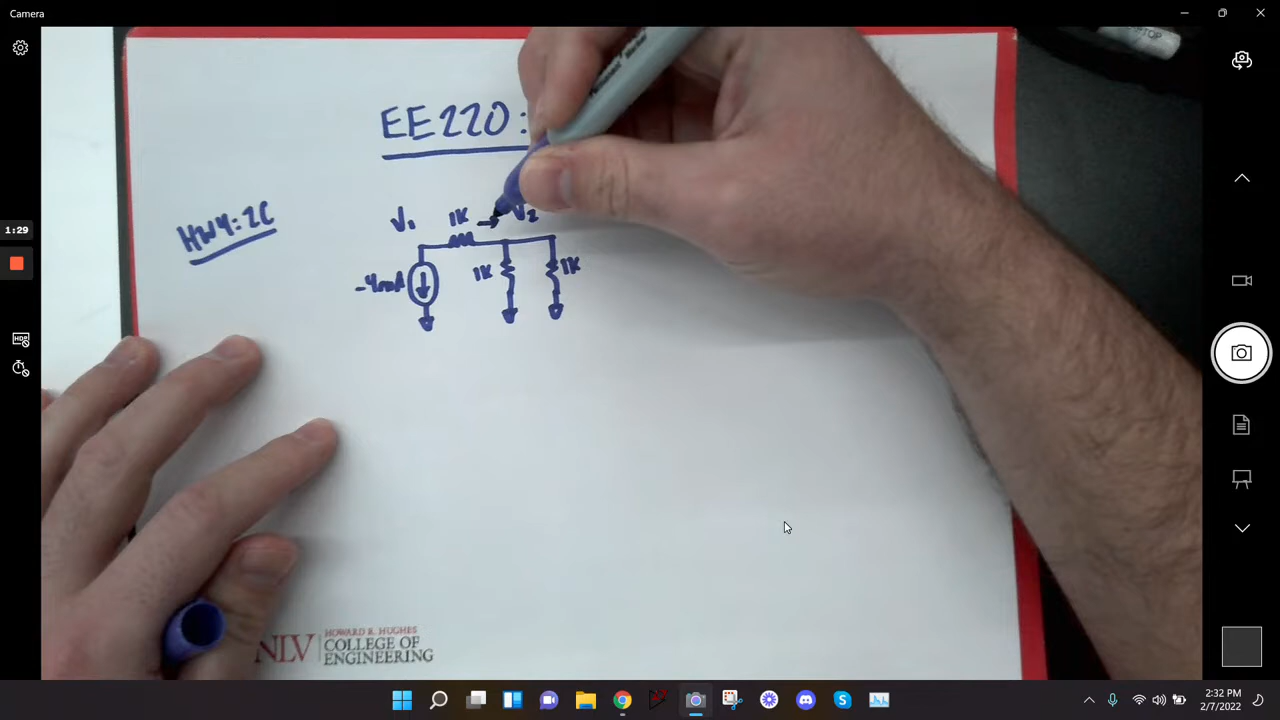 Camera
EE220:
HW4:2C
V₁ 1K V₂
-4mA 1K 1K
1:29
NLV HOWARD R. HUGHES
COLLEGE OF
ENGINEERING
2:32 PM
2/7/2022